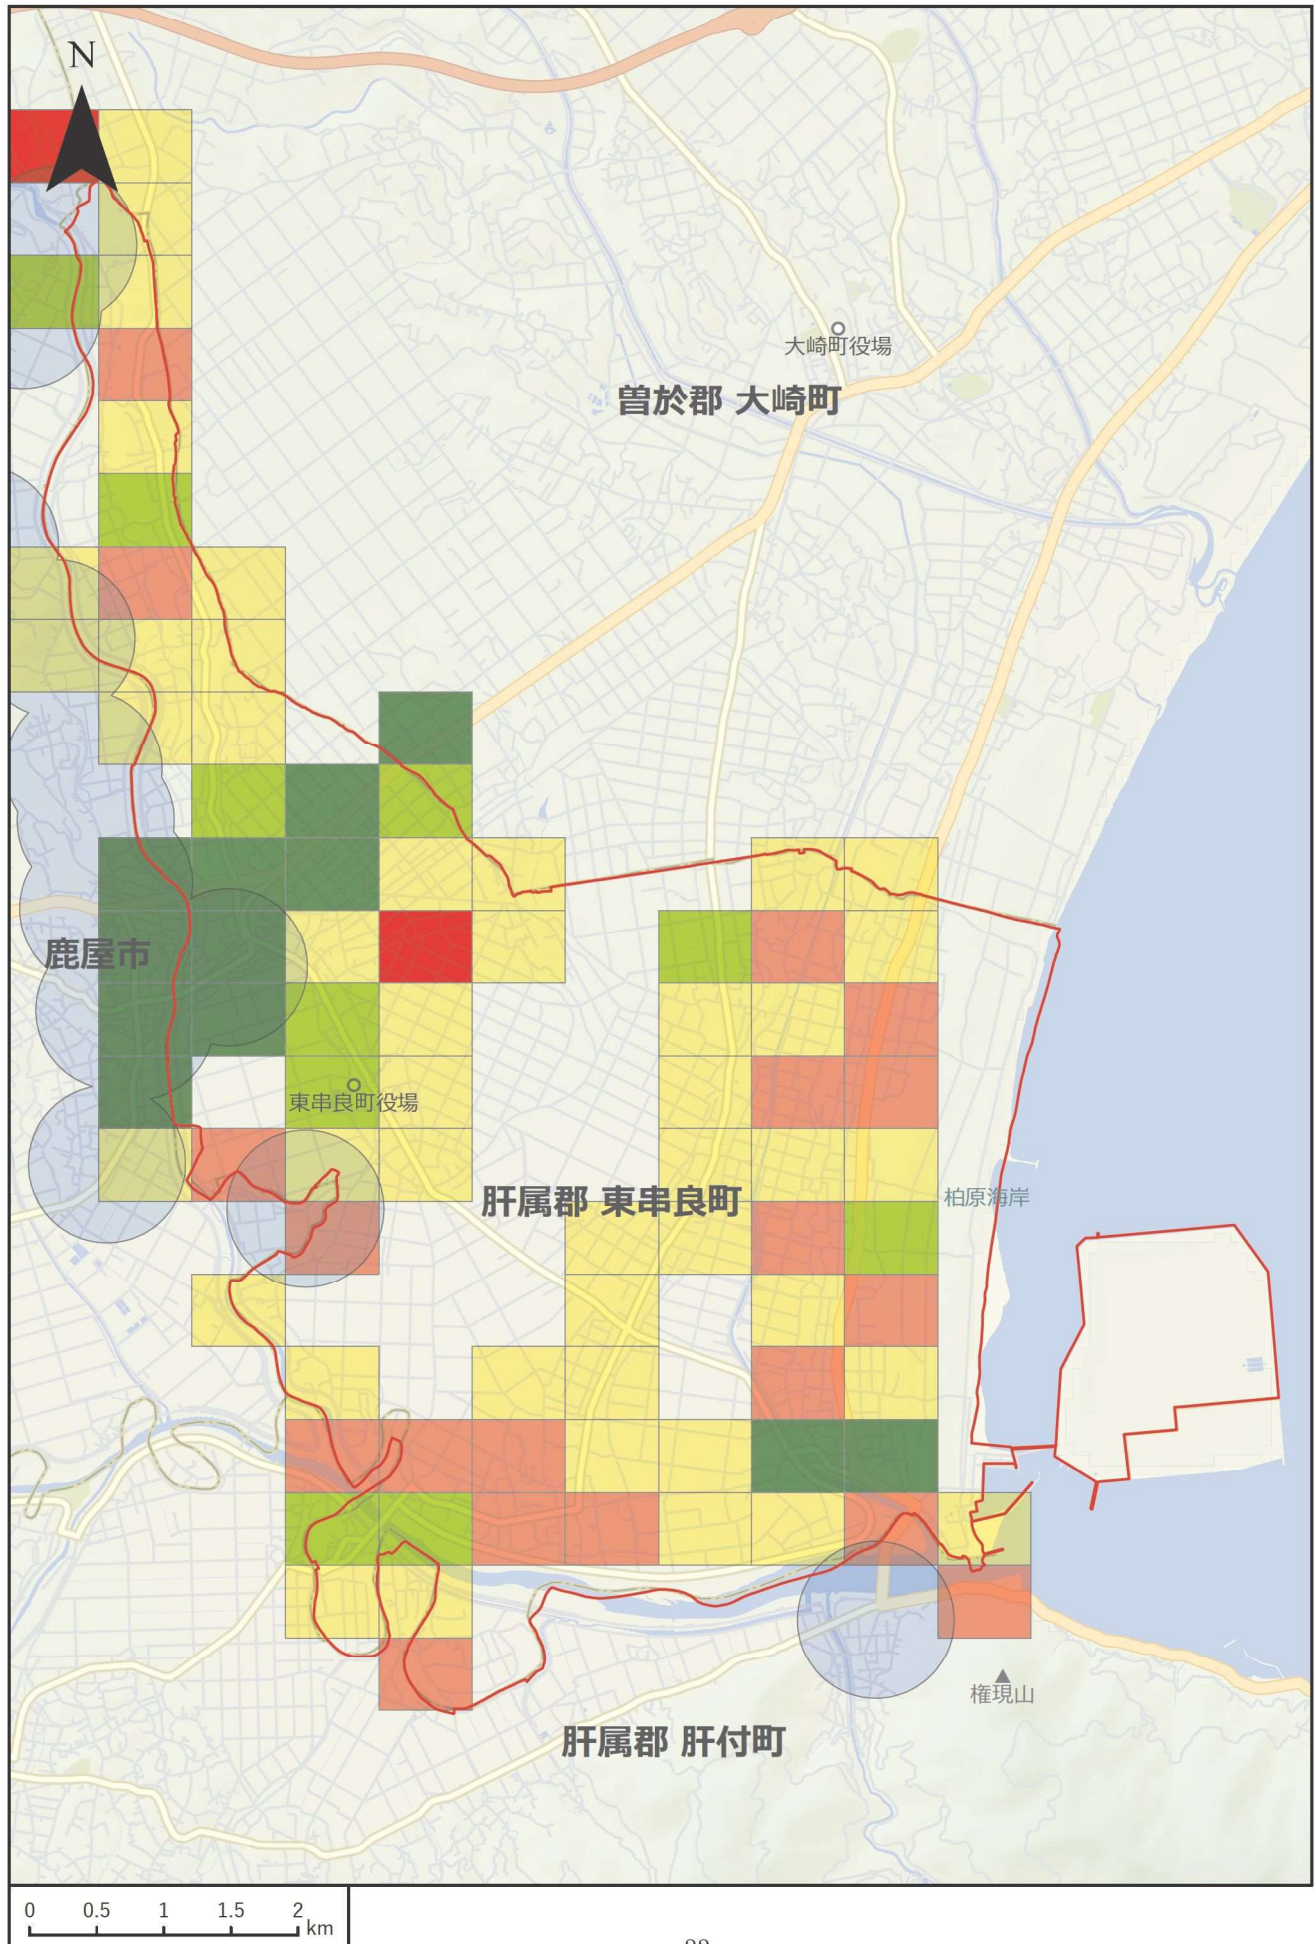 N
大崎町役場
曽於郡 大崎町
鹿屋市
東串良町役場
肝属郡 東串良町
柏原海岸
権現山
肝属郡 肝付町
0 0.5 1 1.5 2 km